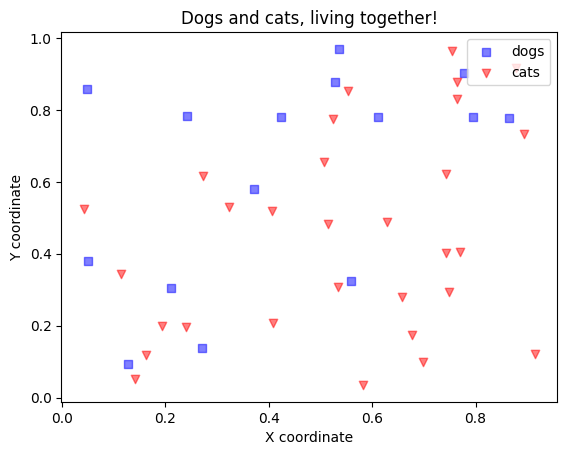 Dogs and cats, living together!
dogs
cats
1.0
0.8
0.6
0.4
0.2
0.0
Y coordinate
0.0 0.2 0.4 0.6 0.8
X coordinate